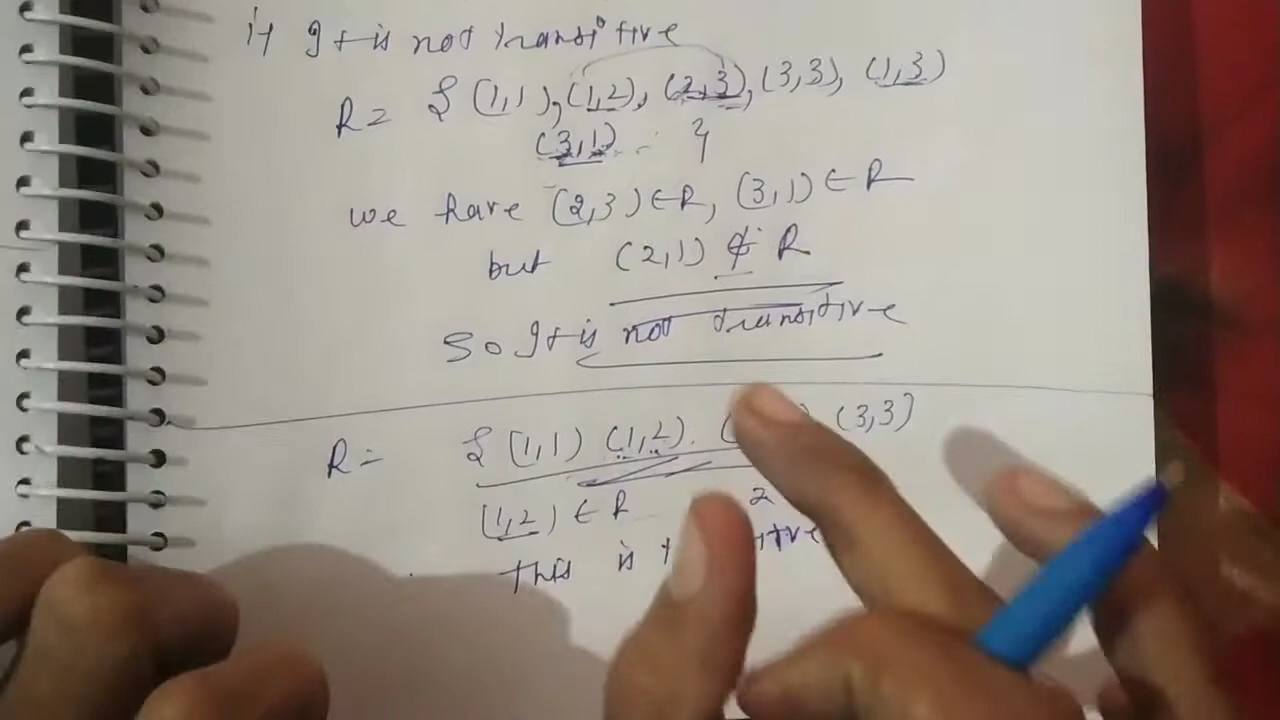 if It is not transitive
R = { (1,1), (1,2), (2,3), (3,3), (1,3)
(3,1) }
we have (2,3) ∈ R, (3,1) ∈ R
but (2,1) ∉ R
So It is not transitive
R = { (1,1) (1,2). (3,3)
(1,2) ∈ R 2
This is